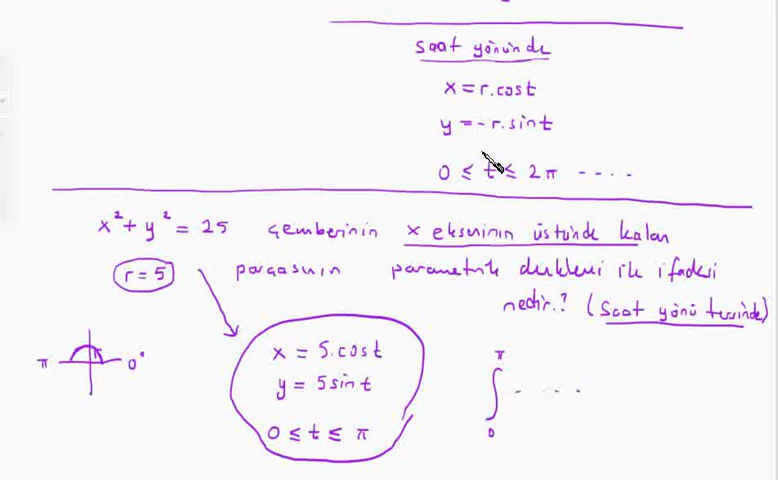 saat yönünde
x = r.cost
y = -r.sint
0 ≤ t ≤ 2π ----
x² + y² = 25 çemberinin x ekseninin üstünde kalan
r = 5 parçasının parametrik denklemi ile ifadesi
nedir.? (Saat yönü tersinde)
π 0°
x = 5.cost
y = 5sint
0 ≤ t ≤ π
∫ 0 π - ---